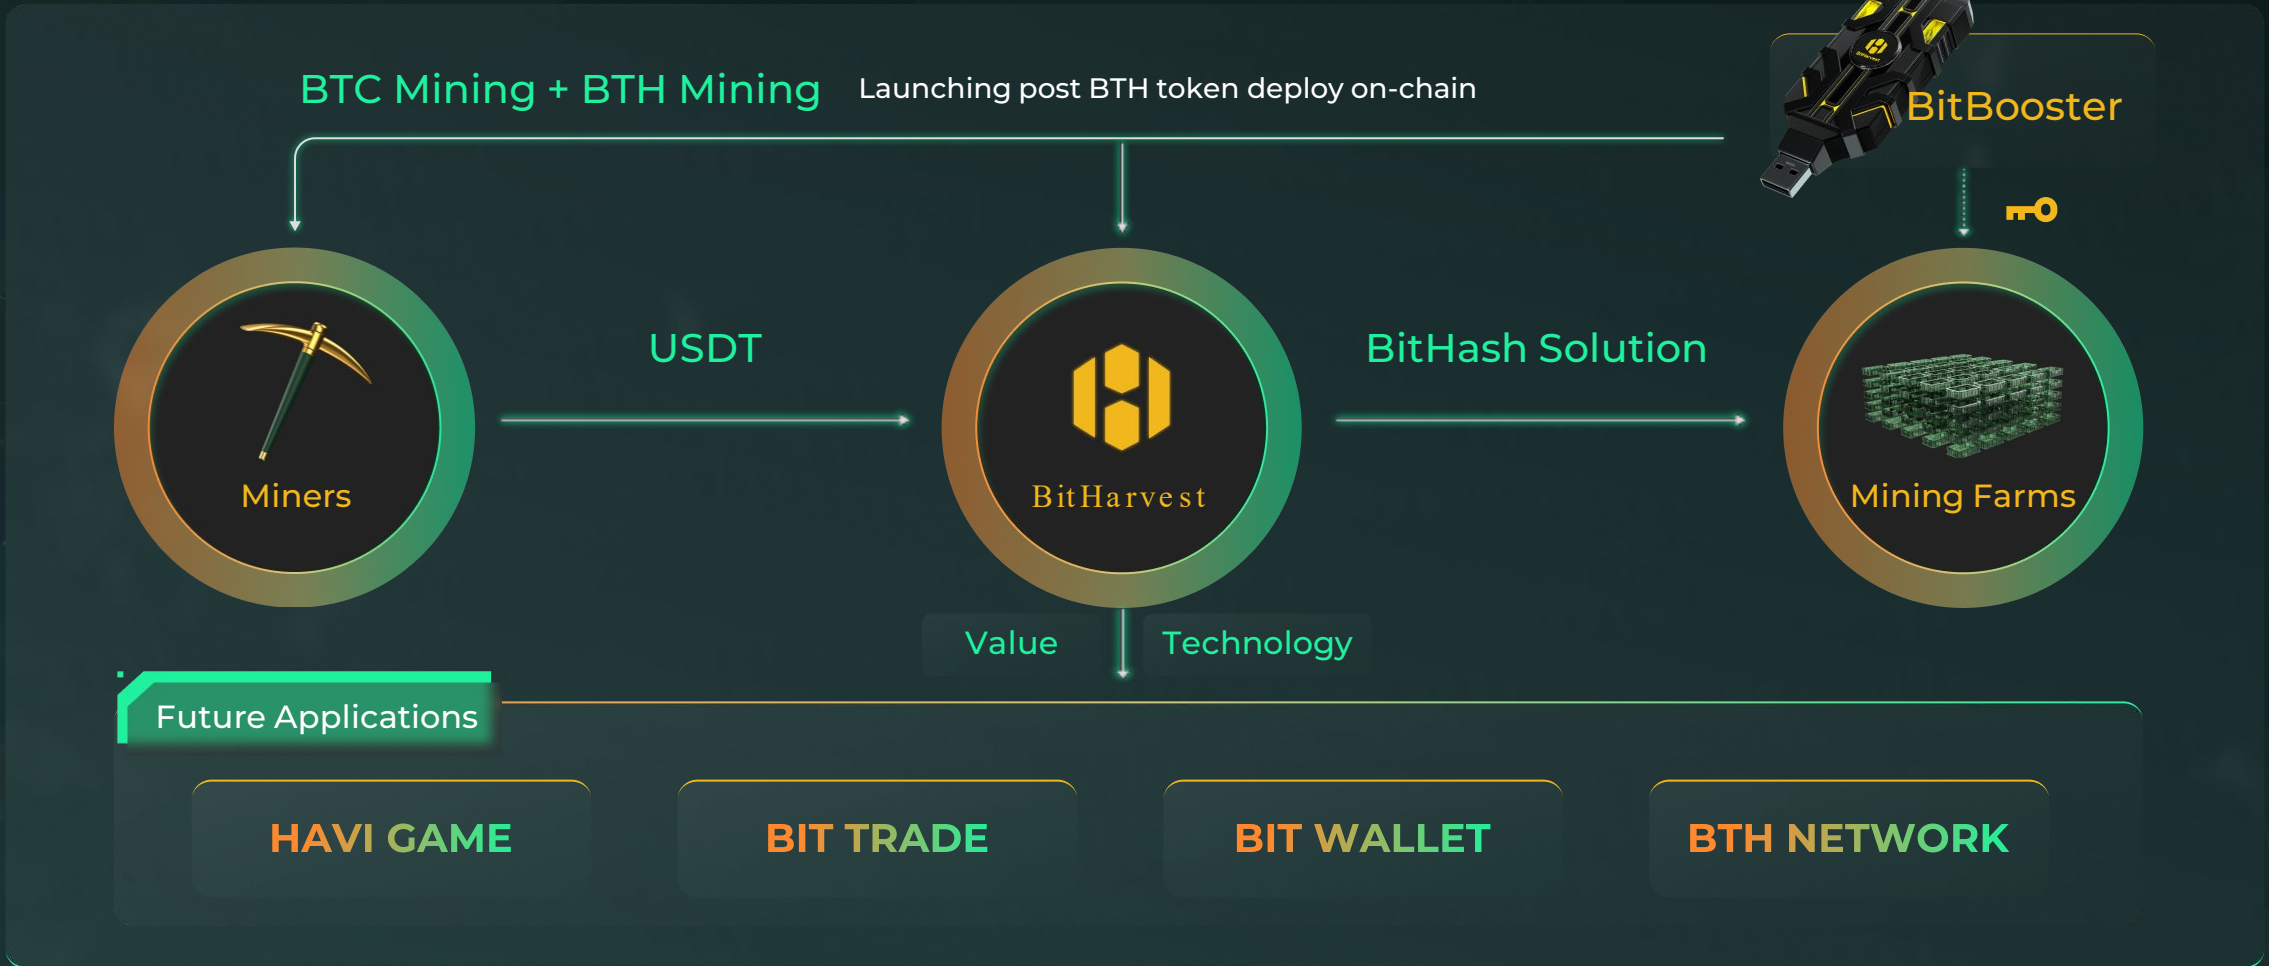 BTC Mining + BTH Mining
Launching post BTH token deploy on-chain
BitBooster
USDT
BitHash Solution
Miners
BitHarvest
Mining Farms
Value
Technology
Future Applications
HAVI GAME
BIT TRADE
BIT WALLET
BTH NETWORK